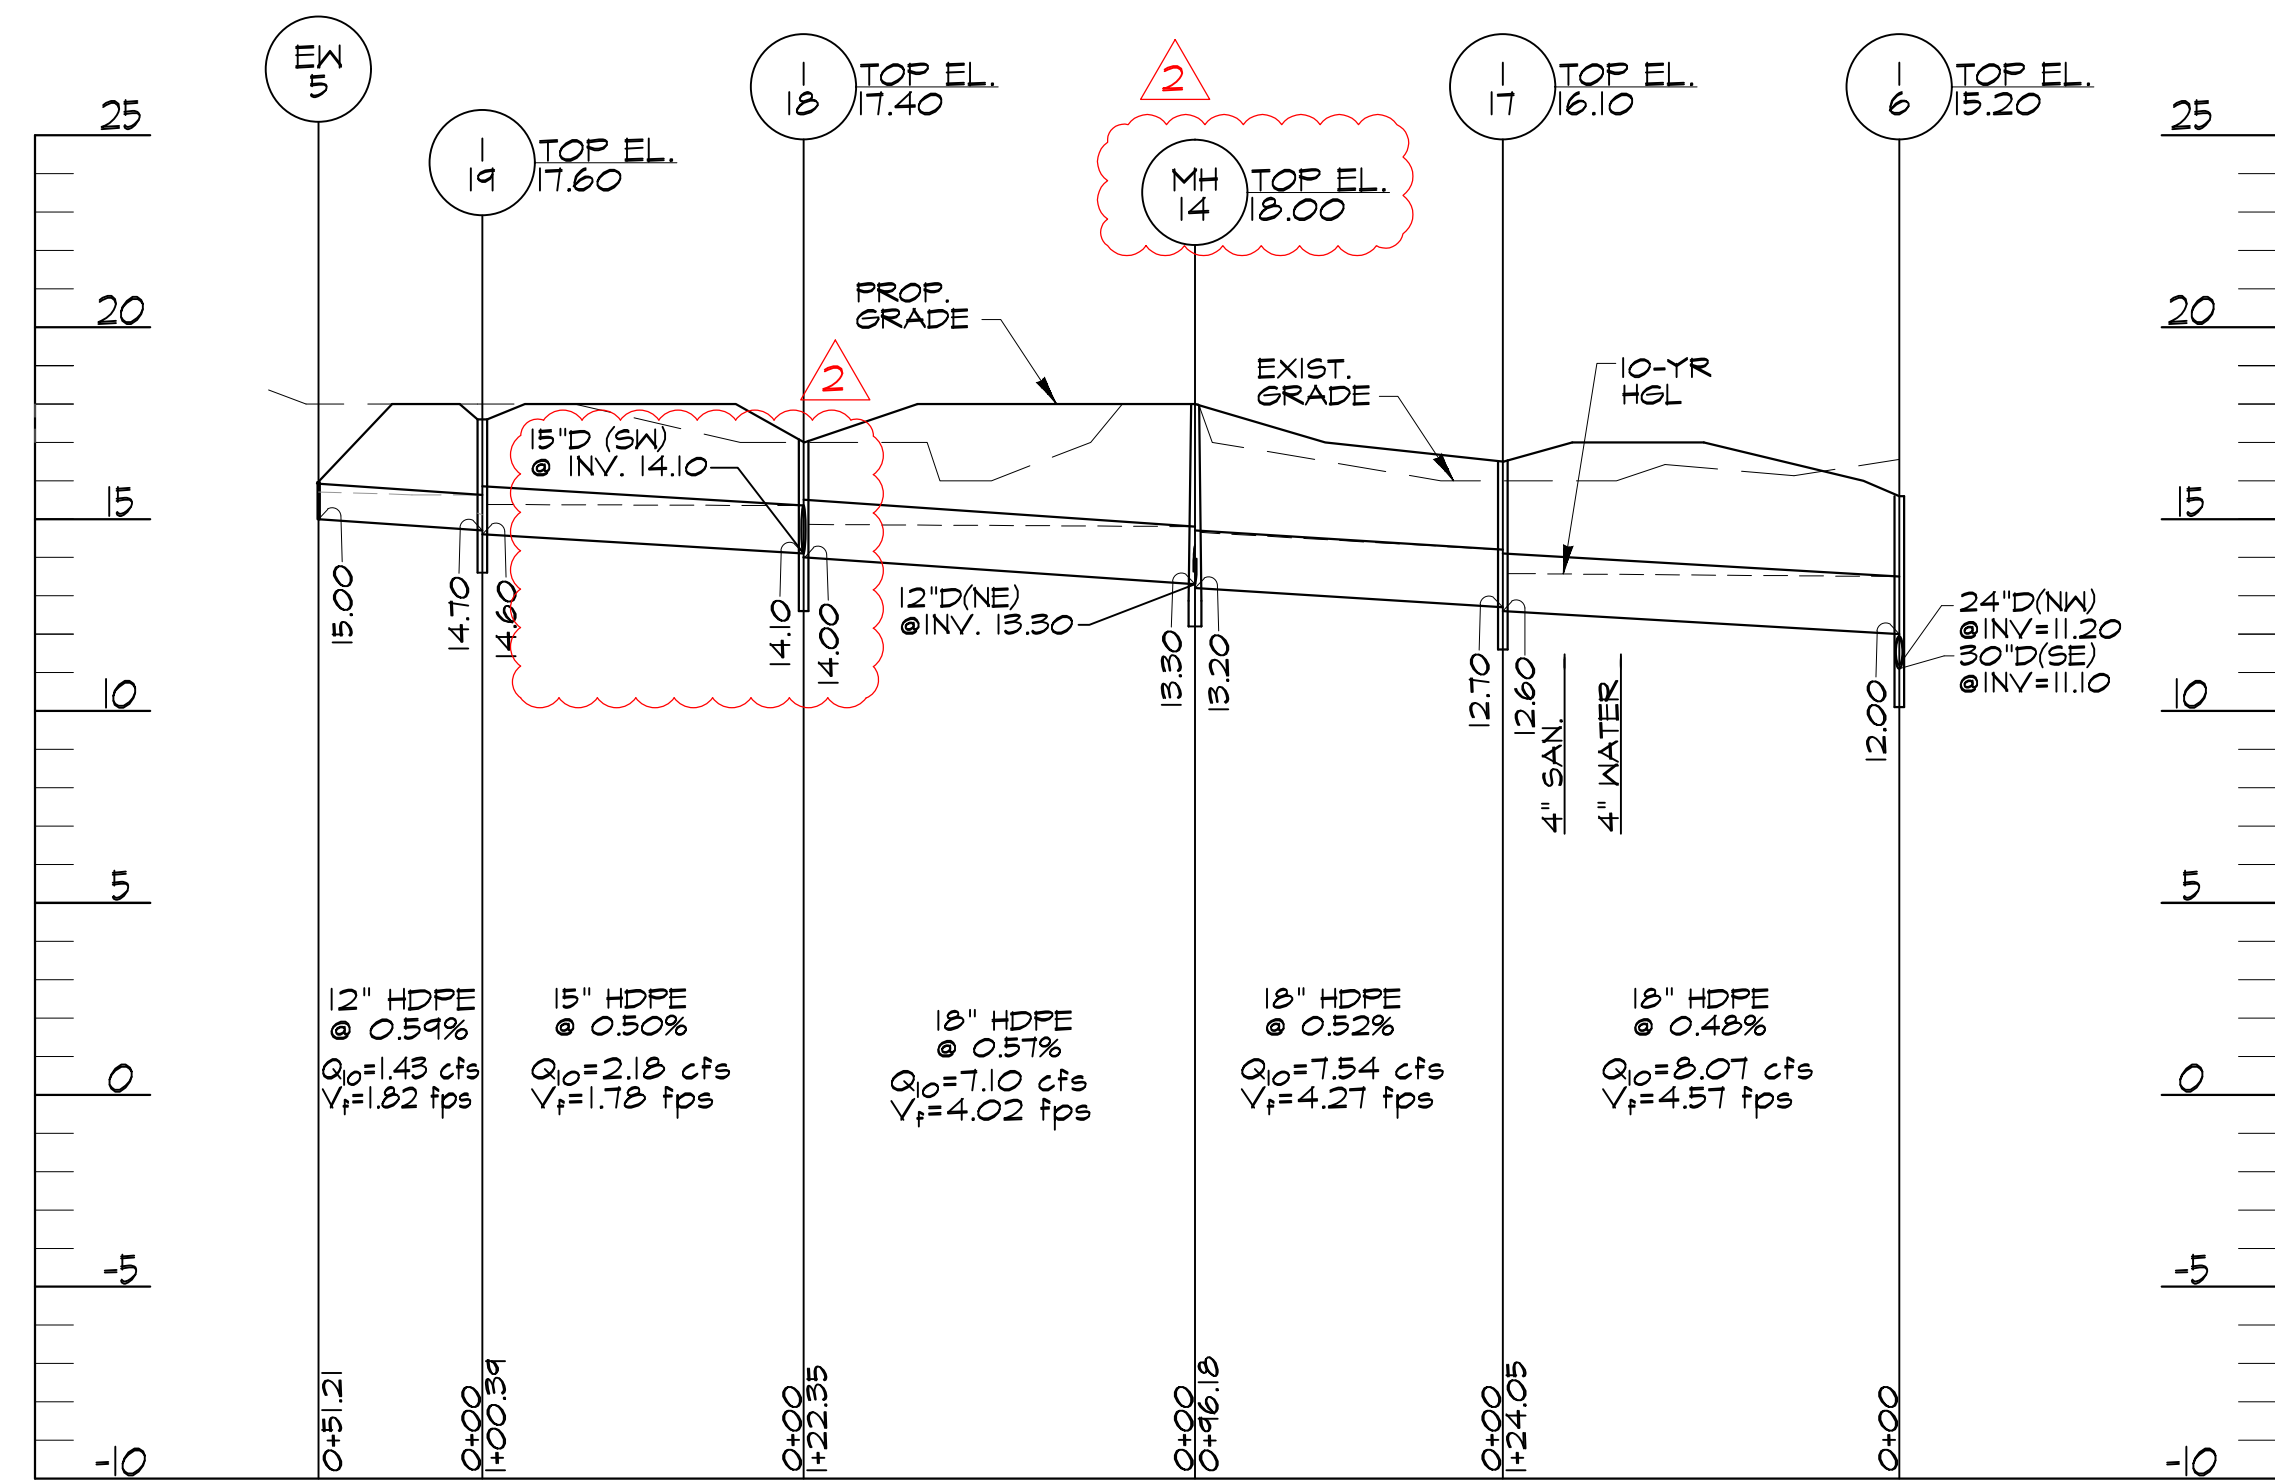 EW
5
1
19
TOP EL.
17.60
1
18
TOP EL.
17.40
2
MH
14
TOP EL.
18.00
1
17
TOP EL.
16.10
1
6
TOP EL.
15.20
25
20
15
10
5
0
-5
-10
25
20
15
10
5
0
-5
-10
PROP.
GRADE
2
EXIST.
GRADE
10-YR
HGL
15"D (SW)
@ INV. 14.10
12"D(NE)
@INV. 13.30
24"D(NW)
@INV=11.20
30"D(SE)
@INV=11.10
15.00
14.70
14.60
14.10
14.00
13.30
13.20
12.70
12.60
12.00
4" SAN.
4" WATER
12" HDPE
@ 0.59%
Q10=1.43 cfs
Vf=1.82 fps
15" HDPE
@ 0.50%
Q10=2.18 cfs
Vf=1.78 fps
18" HDPE
@ 0.57%
Q10=7.10 cfs
Vf=4.02 fps
18" HDPE
@ 0.52%
Q10=7.54 cfs
Vf=4.27 fps
18" HDPE
@ 0.48%
Q10=8.07 cfs
Vf=4.57 fps
0+51.21
0+00
1+00.39
0+00
1+22.35
0+00
0+96.18
0+00
1+24.05
0+00